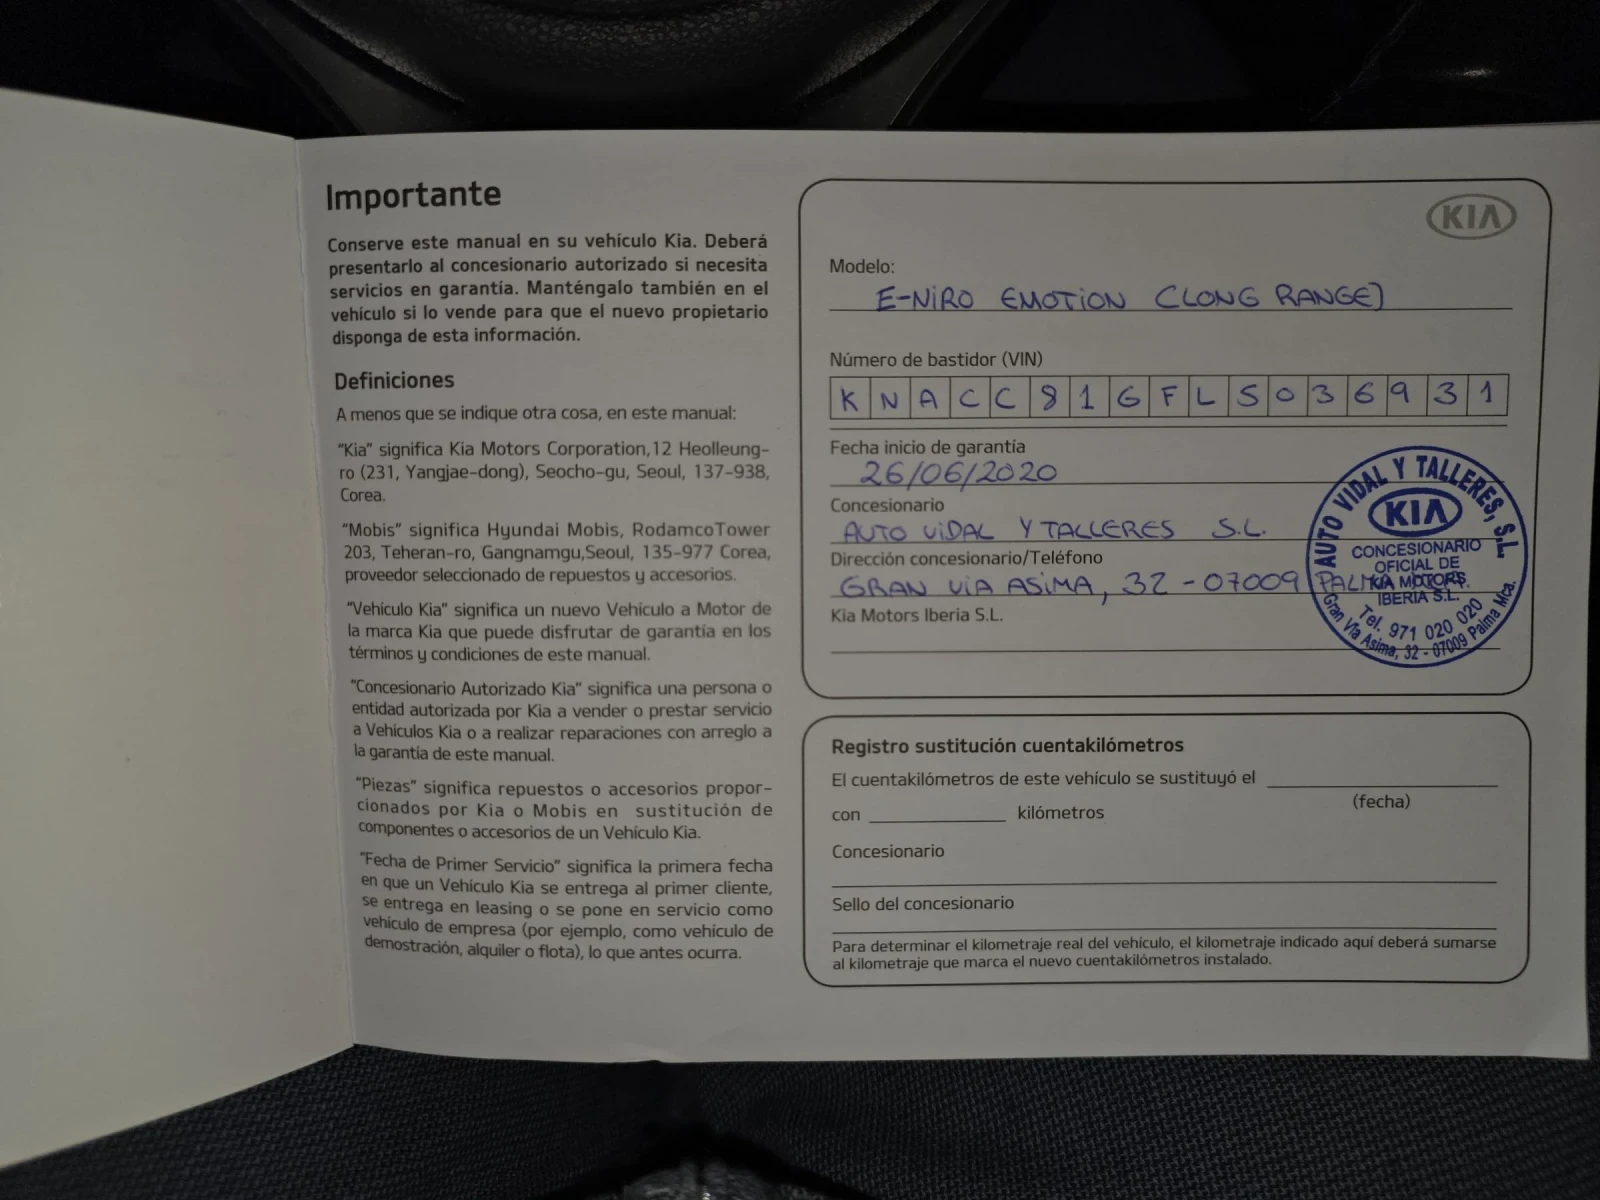 Importante
Conserve este manual en su vehículo Kia. Deberá
presentarlo al concesionario autorizado si necesita
servicios en garantía. Manténgalo también en el
vehículo si lo vende para que el nuevo propietario
disponga de esta información.
Definiciones
A menos que se indique otra cosa, en este manual:
“Kia” significa Kia Motors Corporation,12 Heolleung-
ro (231, Yangjae-dong), Seocho-gu, Seoul, 137-938,
Corea.
“Mobis” significa Hyundai Mobis, RodamcoTower
203, Teheran-ro, Gangnamgu,Seoul, 135-977 Corea,
proveedor seleccionado de repuestos y accesorios.
“Vehículo Kia” significa un nuevo Vehículo a Motor de
la marca Kia que puede disfrutar de garantía en los
términos y condiciones de este manual.
“Concesionario Autorizado Kia” significa una persona o
entidad autorizada por Kia a vender o prestar servicio
a Vehículos Kia o a realizar reparaciones con arreglo a
la garantía de este manual.
“Piezas” significa repuestos o accesorios propor-
cionados por Kia o Mobis en sustitución de
componentes o accesorios de un Vehículo Kia.
“Fecha de Primer Servicio” significa la primera fecha
en que un Vehículo Kia se entrega al primer cliente,
se entrega en leasing o se pone en servicio como
vehículo de empresa (por ejemplo, como vehículo de
demostración, alquiler o flota), lo que antes ocurra.
KIA
Modelo:
E-NIRO EMOTION (LONG RANGE)
Número de bastidor (VIN)
KNACC81GFL5036931
Fecha inicio de garantía
26/06/2020
Concesionario
AUTO VIDAL Y TALLERES S.L.
Dirección concesionario/Teléfono
GRAN VIA ASIMA, 32 - 07009 PALMA
Kia Motors Iberia S.L.
AUTO VIDAL Y TALLERES, S.L.
KIA
CONCESIONARIO
OFICIAL DE
KIA MOTORS
IBERIA S.L.
Tel. 971 020 020
Gran Vía Asima, 32 - 07009 Palma Mca.
Registro sustitución cuentakilómetros
El cuentakilómetros de este vehículo se sustituyó el
(fecha)
con kilómetros
Concesionario
Sello del concesionario
Para determinar el kilometraje real del vehículo, el kilometraje indicado aquí deberá sumarse
al kilometraje que marca el nuevo cuentakilómetros instalado.